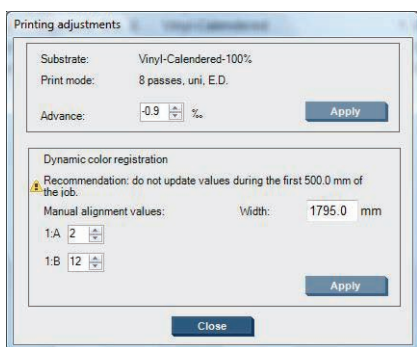 Printing adjustments
Substrate: Vinyl-Calendered-100%
Print mode: 8 passes, uni, E.D.
Advance: -0.9 ‰ Apply
Dynamic color registration
Recommendation: do not update values during the first 500.0 mm of
the job.
Manual alignment values: Width: 1795.0 mm
1:A 2
1:B 12
Apply
Close